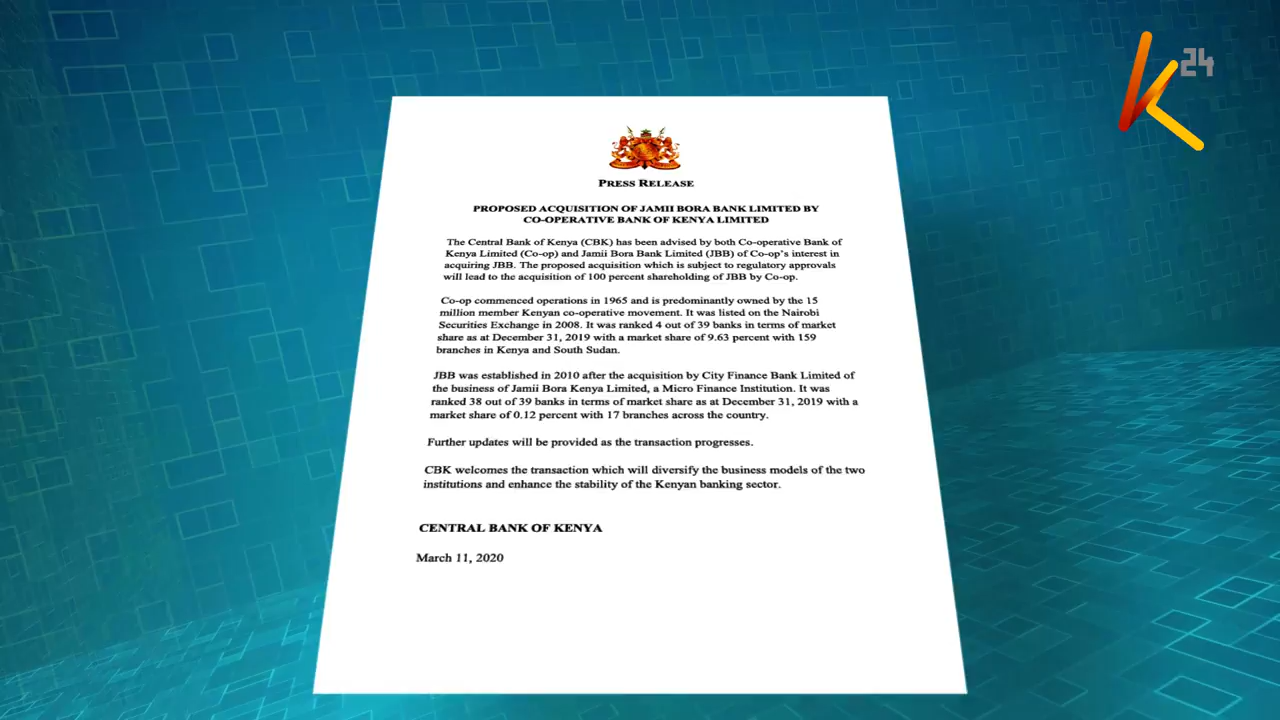 K24
PRESS RELEASE
PROPOSED ACQUISITION OF JAMII BORA BANK LIMITED BY
CO-OPERATIVE BANK OF KENYA LIMITED
The Central Bank of Kenya (CBK) has been advised by both Co-operative Bank of
Kenya Limited (Co-op) and Jamii Bora Bank Limited (JBB) of Co-op's interest in
acquiring JBB. The proposed acquisition which is subject to regulatory approvals
will lead to the acquisition of 100 percent shareholding of JBB by Co-op.
Co-op commenced operations in 1965 and is predominantly owned by the 15
million member Kenyan co-operative movement. It was listed on the Nairobi
Securities Exchange in 2008. It was ranked 4 out of 39 banks in terms of market
share as at December 31, 2019 with a market share of 9.63 percent with 159
branches in Kenya and South Sudan.
JBB was established in 2010 after the acquisition by City Finance Bank Limited of
the business of Jamii Bora Kenya Limited, a Micro Finance Institution. It was
ranked 38 out of 39 banks in terms of market share as at December 31, 2019 with a
market share of 0.12 percent with 17 branches across the country.
Further updates will be provided as the transaction progresses.
CBK welcomes the transaction which will diversify the business models of the two
institutions and enhance the stability of the Kenyan banking sector.
CENTRAL BANK OF KENYA
March 11, 2020